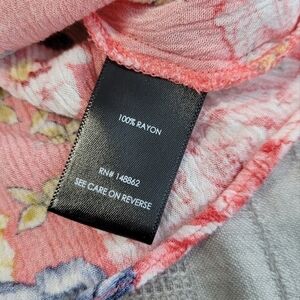 100% RAYON
RN# 148862
SEE CARE ON REVERSE